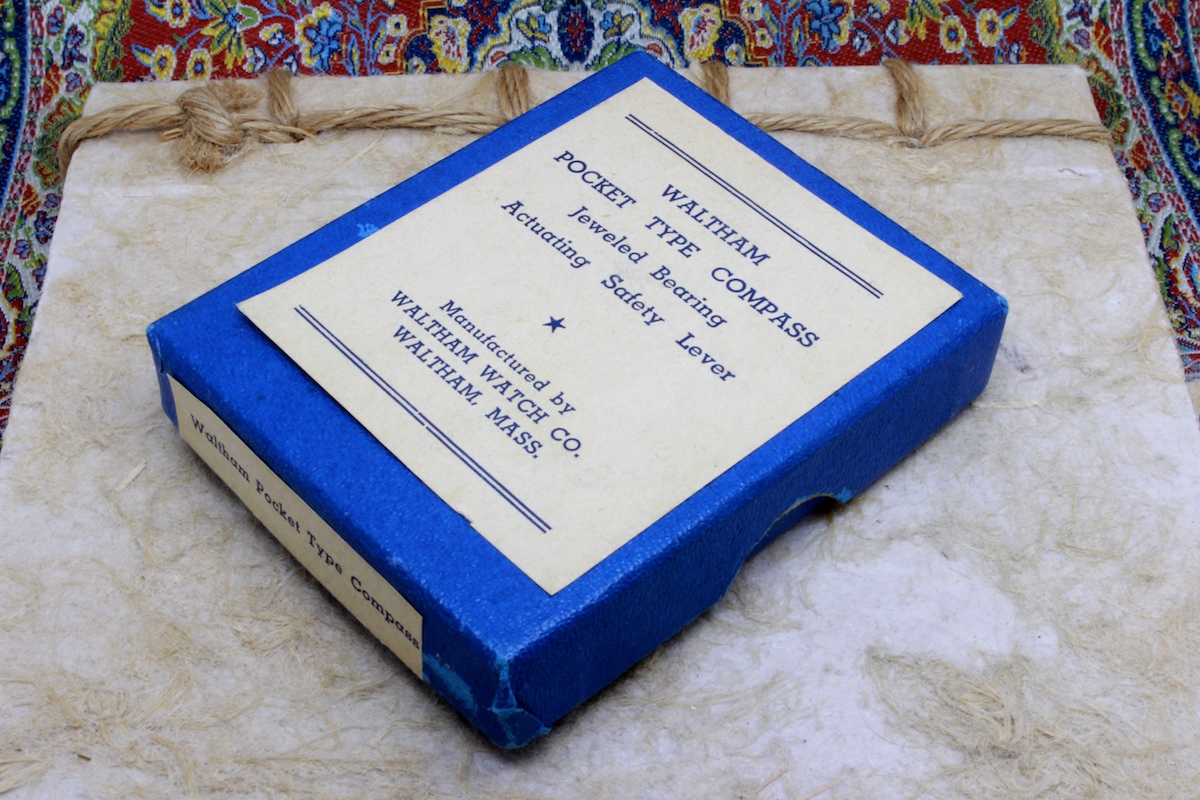 WALTHAM
POCKET TYPE COMPASS
Jeweled Bearing
Actuating Safety Lever
Manufactured by
WALTHAM WATCH CO.
WALTHAM, MASS.
Waltham Pocket Type Compass